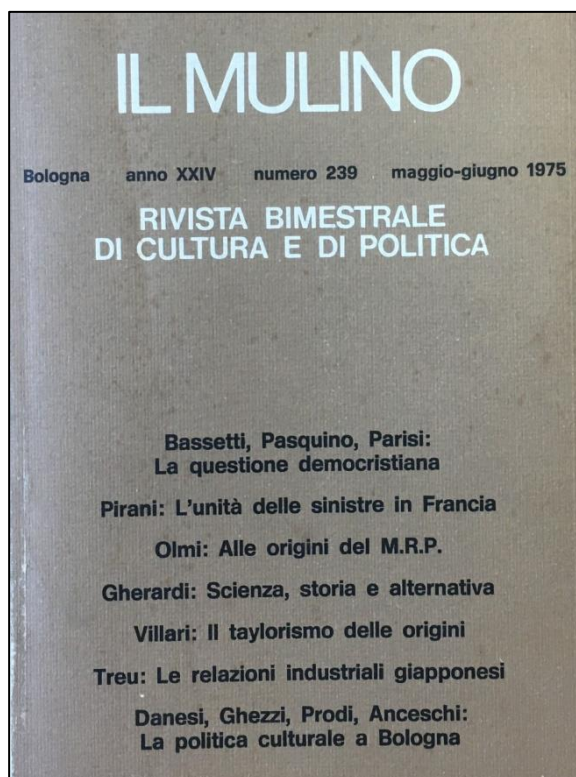 IL MULINO
Bologna anno XXIV numero 239 maggio-giugno 1975
RIVISTA BIMESTRALE
DI CULTURA E DI POLITICA
Bassetti, Pasquino, Parisi:
La questione democristiana
Pirani: L'unità delle sinistre in Francia
Olmi: Alle origini del M.R.P.
Gherardi: Scienza, storia e alternativa
Villari: Il taylorismo delle origini
Treu: Le relazioni industriali giapponesi
Danesi, Ghezzi, Prodi, Anceschi:
La politica culturale a Bologna